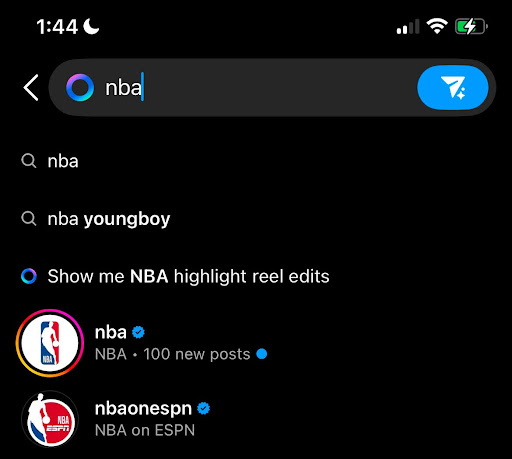 1:44
nba
nba
nba youngboy
Show me NBA highlight reel edits
nba
NBA • 100 new posts
NBA
nbaonespn
NBA on ESPN
NBA
ESPN